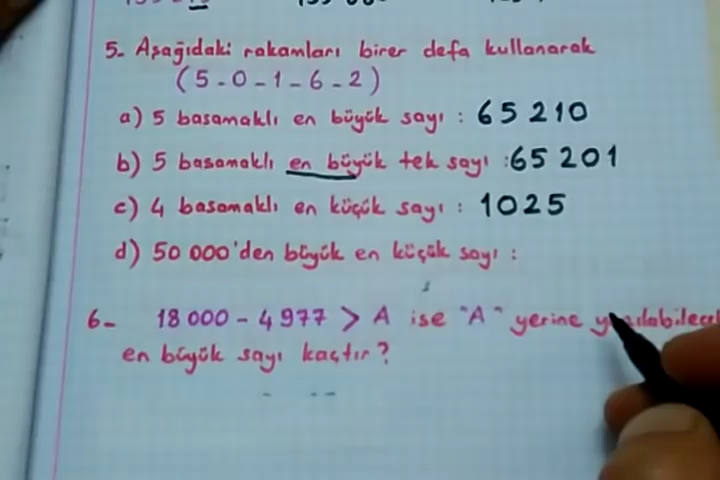 5- Aşağıdaki rakamları birer defa kullanarak
(5-0-1-6-2)
a) 5 basamaklı en büyük sayı : 65 210
b) 5 basamaklı en büyük tek sayı : 65 201
c) 4 basamaklı en küçük sayı : 1025
d) 50 000'den büyük en küçük sayı :
6- 18 000 - 4 977 > A ise "A" yerine
en büyük sayı kaçtır?